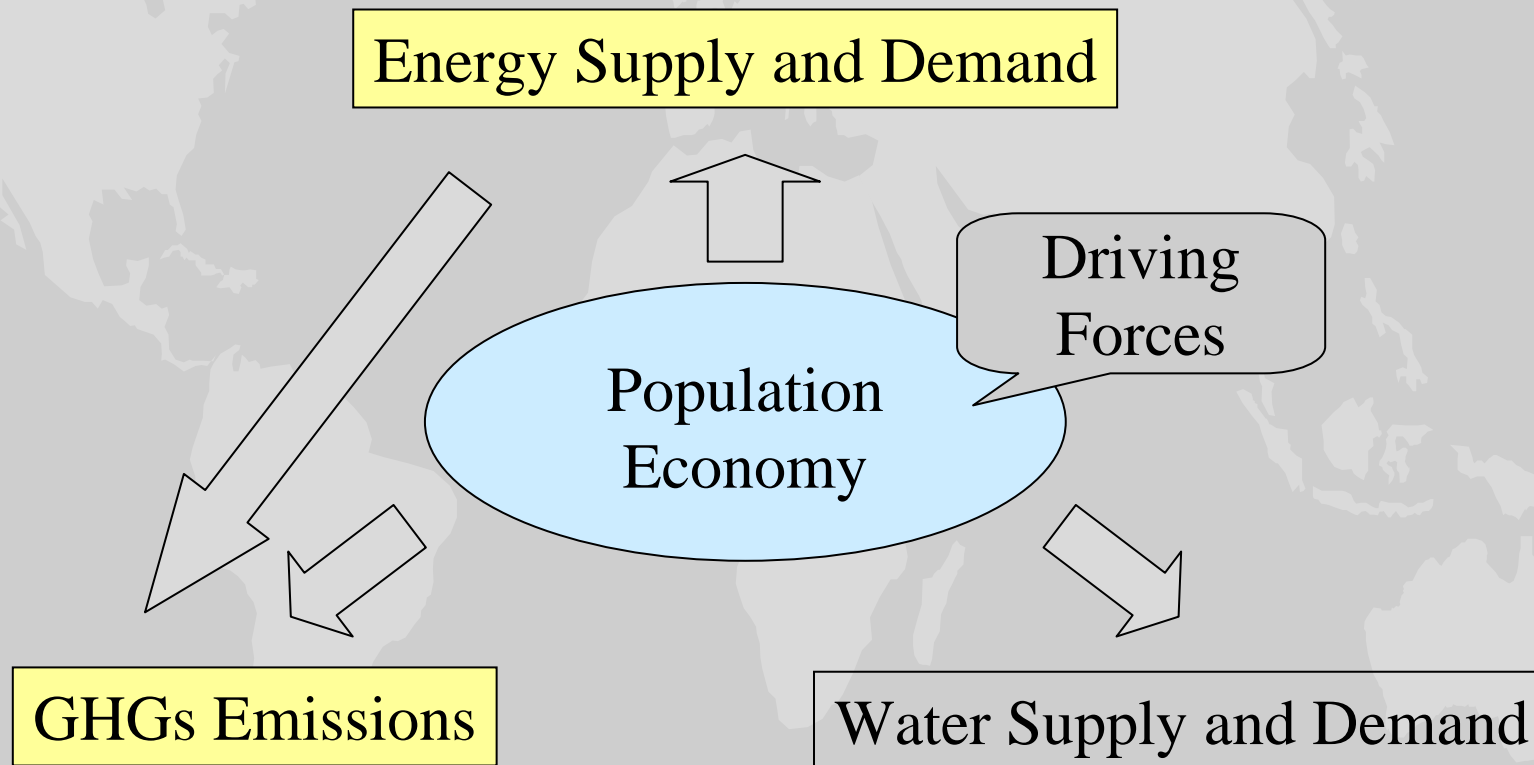 Energy Supply and Demand
Driving
Forces
Population
Economy
GHGs Emissions
Water Supply and Demand